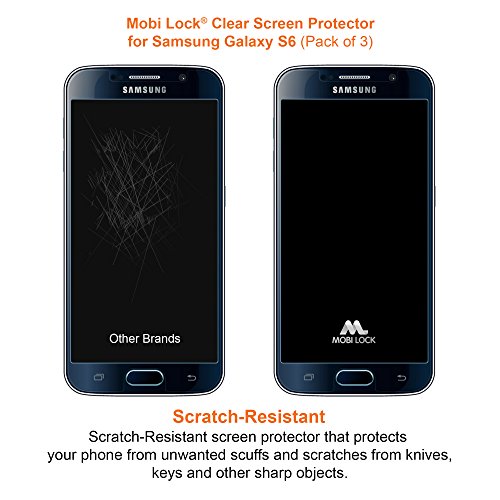 Mobi Lock® Clear Screen Protector
for Samsung Galaxy S6 (Pack of 3)
SAMSUNG
SAMSUNG
Other Brands
MOBI LOCK
Scratch-Resistant
Scratch-Resistant screen protector that protects
your phone from unwanted scuffs and scratches from knives,
keys and other sharp objects.